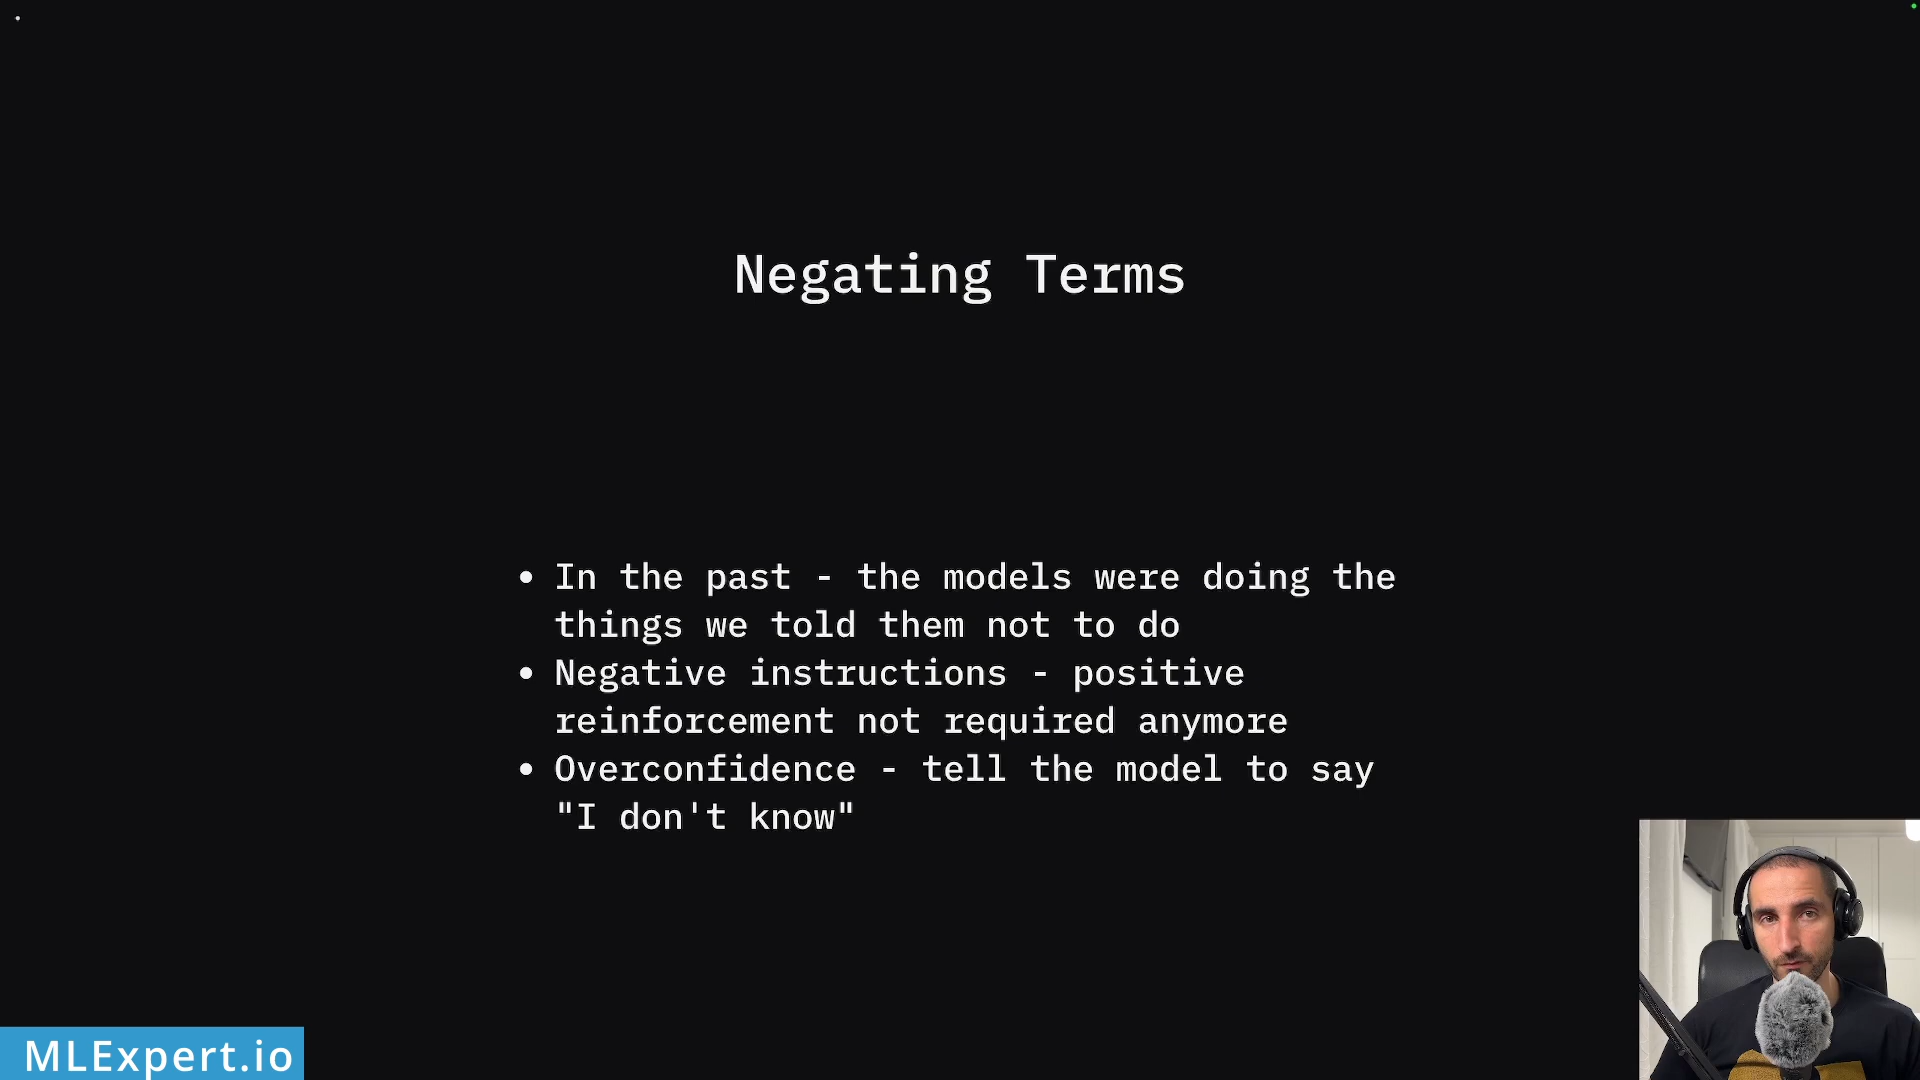 Negating Terms
• In the past - the models were doing the
things we told them not to do
• Negative instructions - positive
reinforcement not required anymore
• Overconfidence - tell the model to say
"I don't know"
MLExpert.io